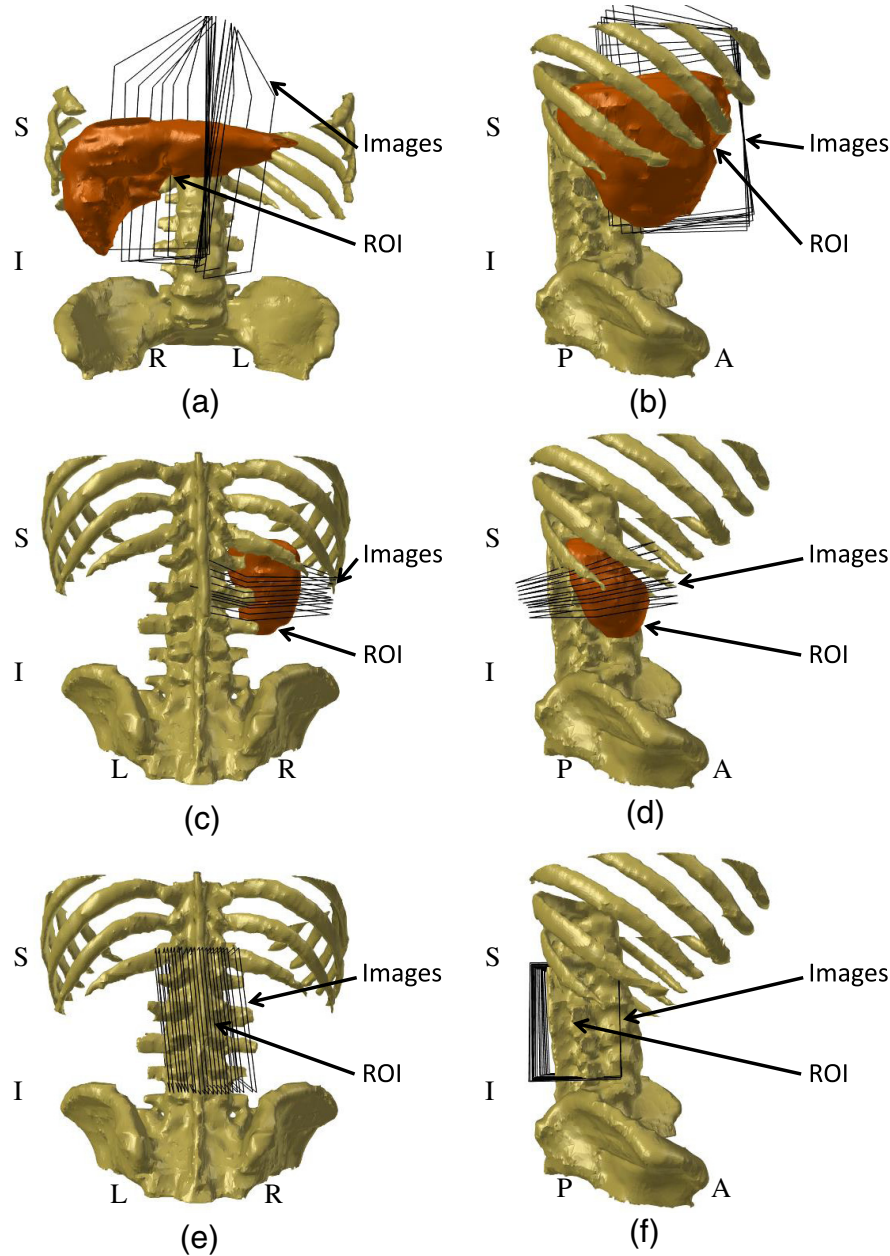 S
Images
ROI
I
R L
(a)
S
Images
ROI
I
P A
(b)
S
Images
ROI
I
L R
(c)
S
Images
ROI
I
P A
(d)
S
Images
ROI
I
L R
(e)
S
Images
ROI
I
P A
(f)